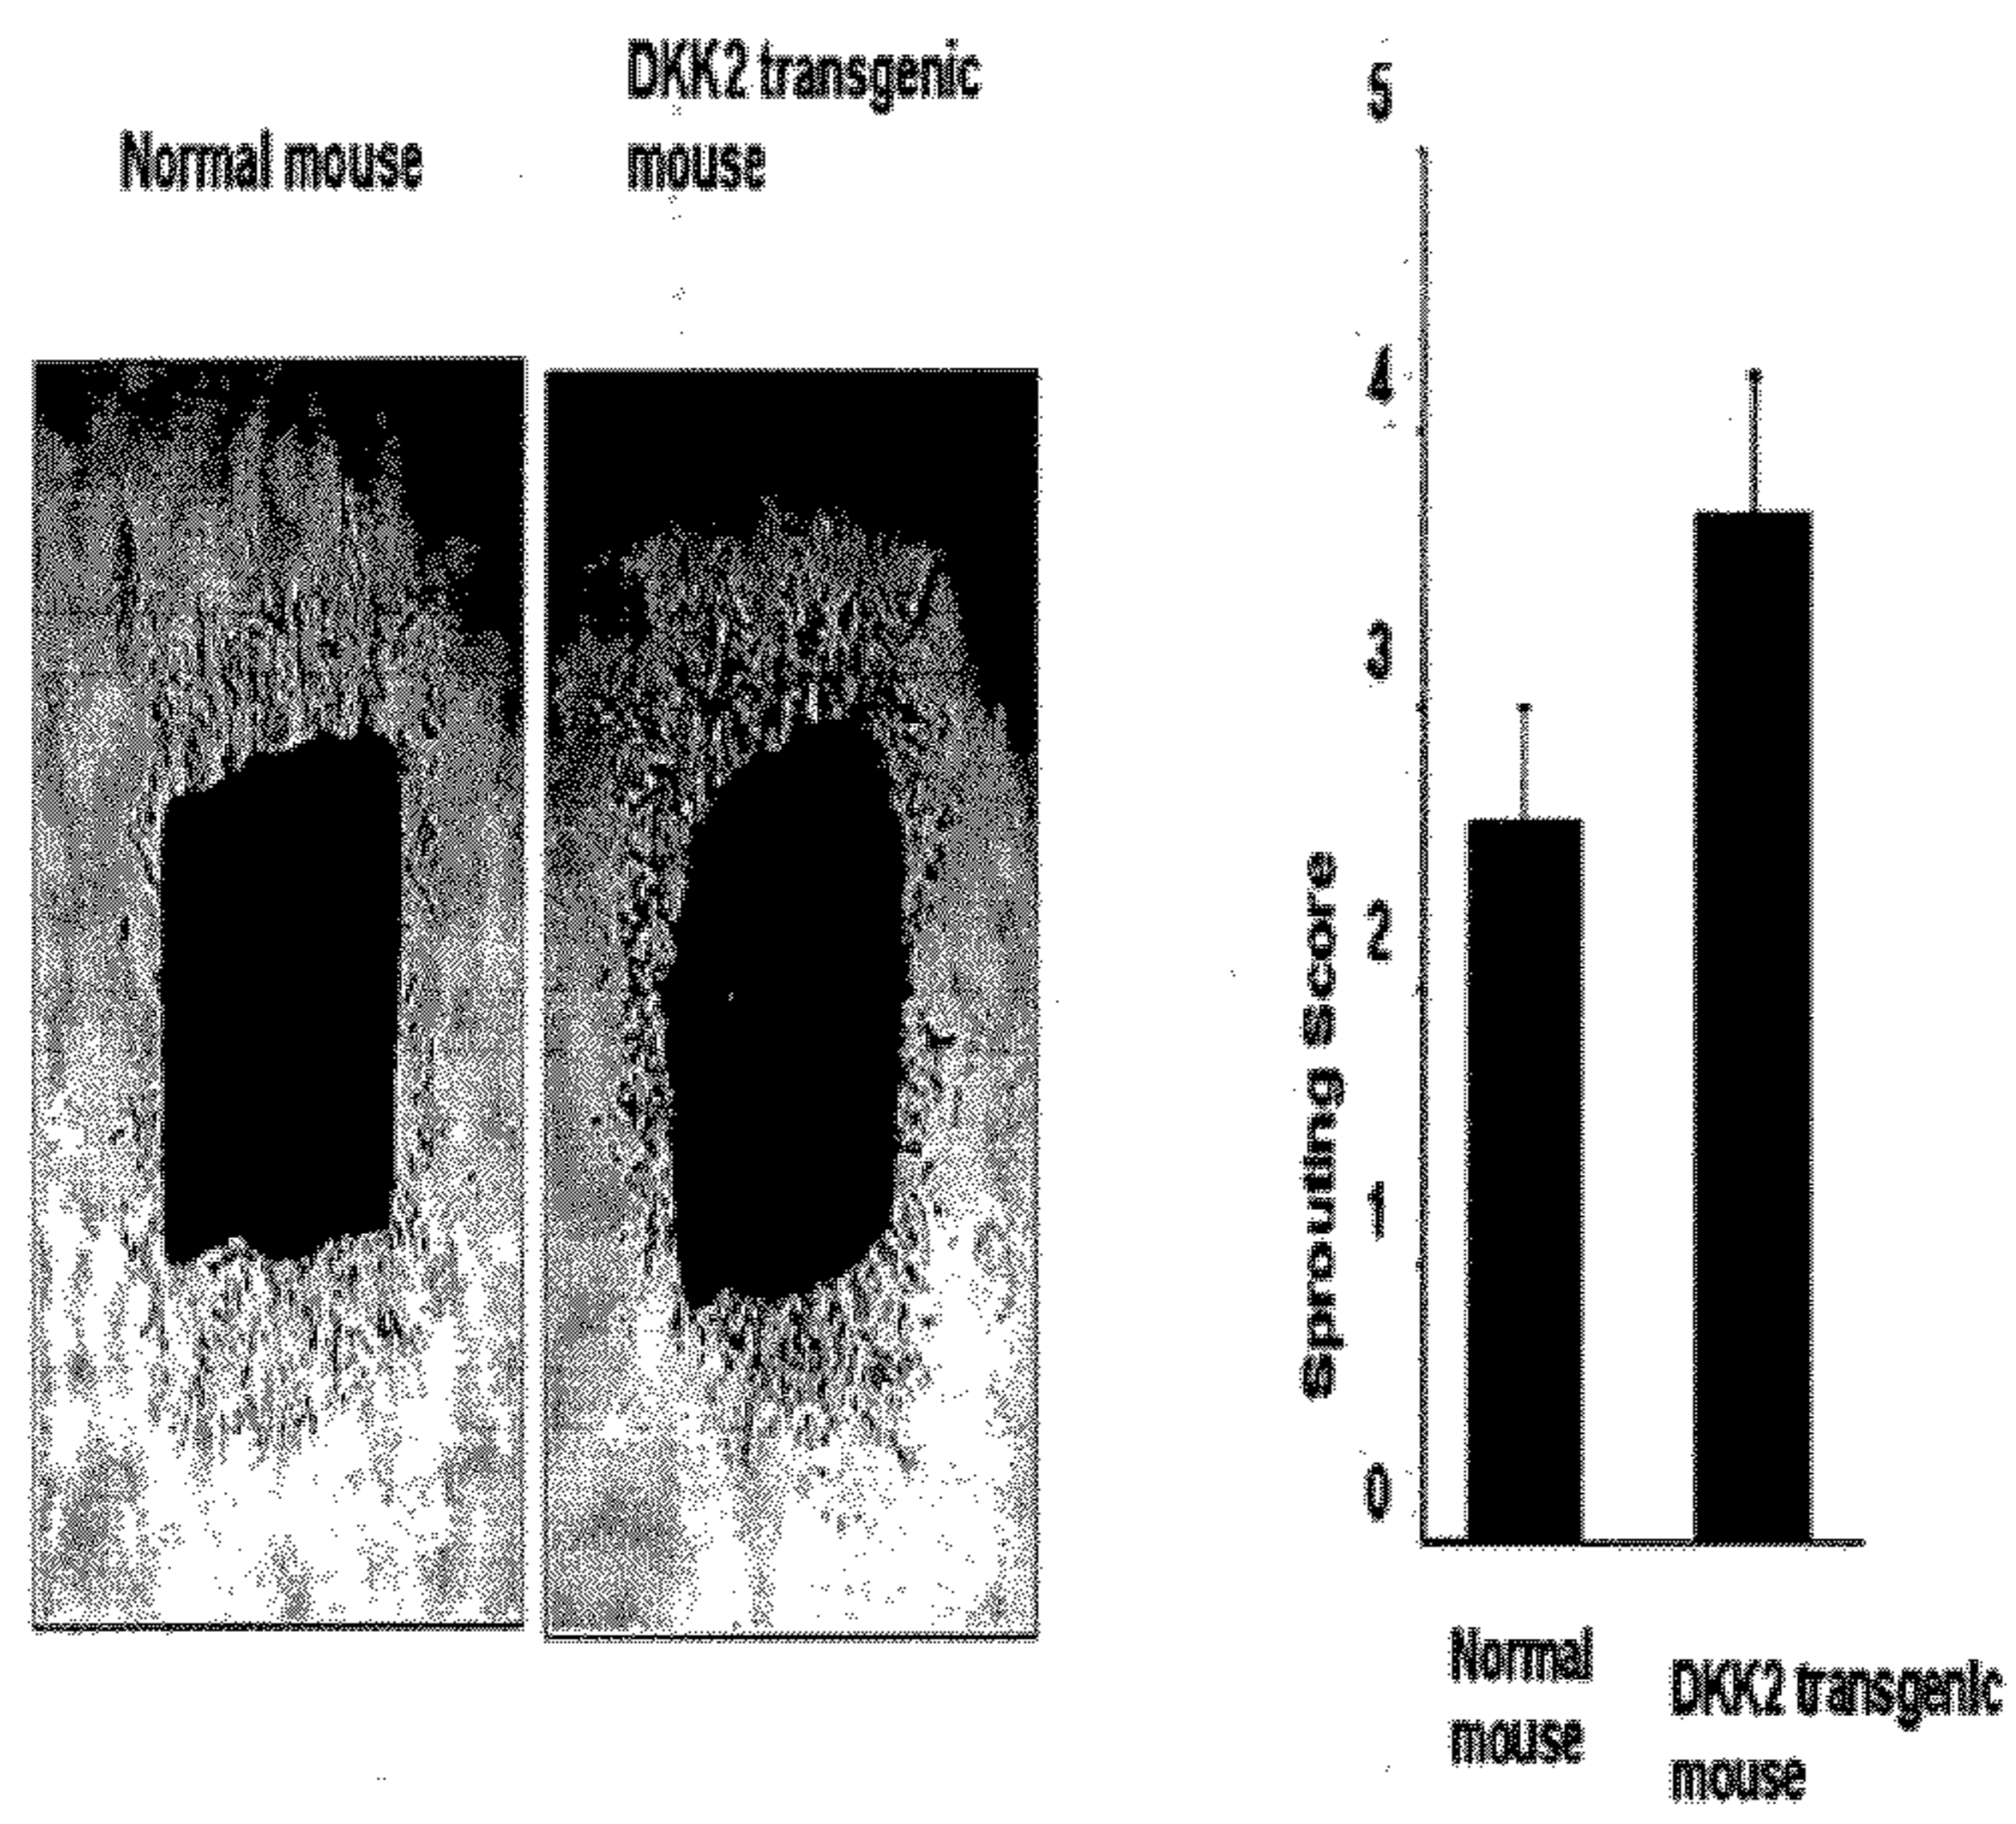 Normal mouse
DKK2 transgenic
mouse
5
4
3
2
1
0
Sprouting Score
Normal
mouse
DKK2 transgenic
mouse